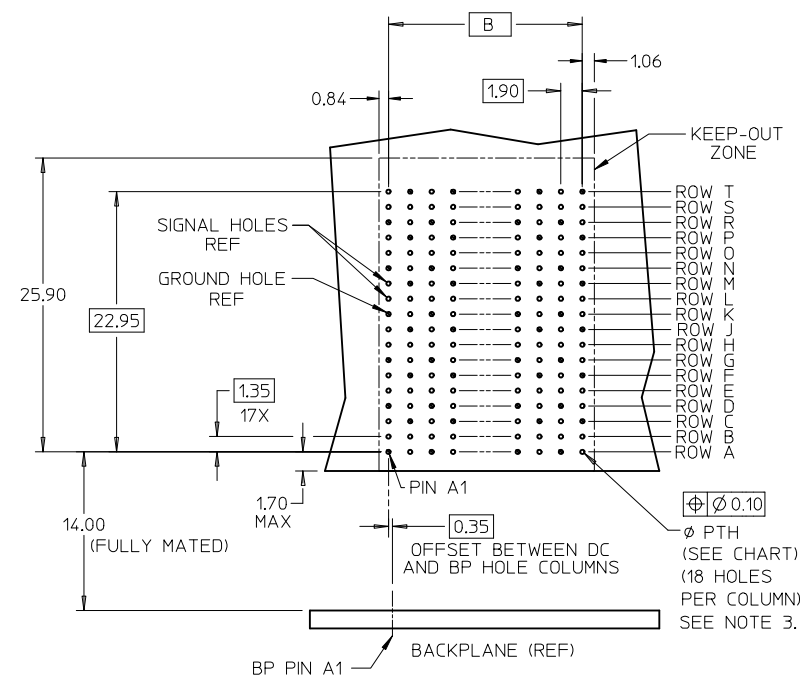 B
1.06
1.90
0.84
KEEP-OUT
ZONE
ROW T
ROW S
ROW R
ROW P
ROW O
ROW N
ROW M
ROW L
ROW K
ROW J
ROW H
ROW G
ROW F
ROW E
ROW D
ROW C
ROW B
ROW A
SIGNAL HOLES
REF
GROUND HOLE
REF
25.90
22.95
1.35
17X
PIN A1
1.70
MAX
14.00
(FULLY MATED)
0.35
OFFSET BETWEEN DC
AND BP HOLE COLUMNS
⌖ Ø 0.10
Ø PTH
(SEE CHART)
(18 HOLES
PER COLUMN)
SEE NOTE 3.
BACKPLANE (REF)
BP PIN A1